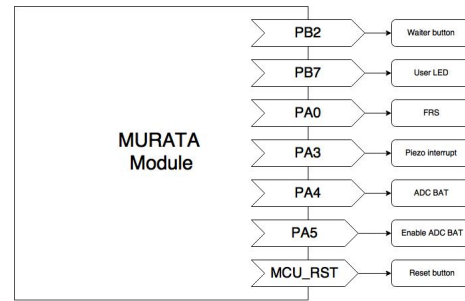 MURATA
Module
PB2
Waiter button
PB7
User LED
PA0
FRS
PA3
Piezo interrupt
PA4
ADC BAT
PA5
Enable ADC BAT
MCU_RST
Reset button